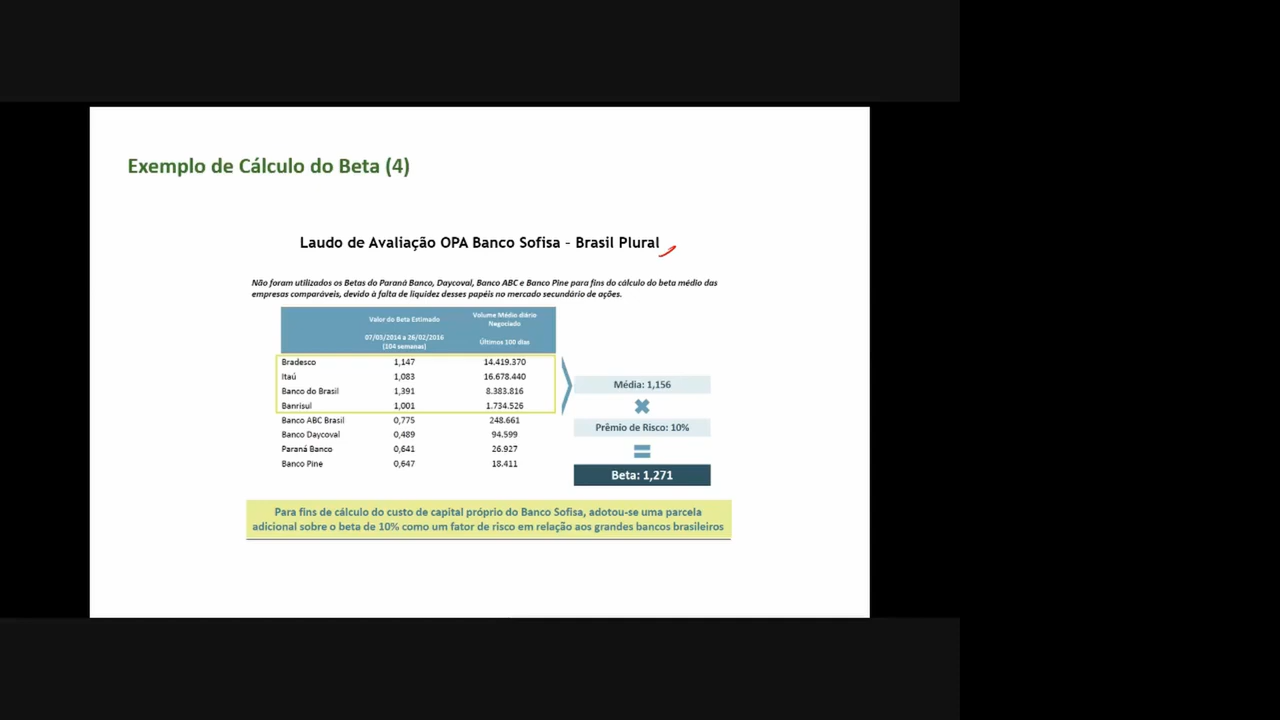 Exemplo de Cálculo do Beta (4)
Laudo de Avaliação OPA Banco Sofisa – Brasil Plural
Não foram utilizados os Betas do Paraná Banco, Daycoval, Banco ABC e Banco Pine para fins do cálculo do beta médio das
empresas comparáveis, devido à falta de liquidez desses papéis no mercado secundário de ações.
Valor do Beta Estimado
07/03/2014 a 26/02/2016
(104 semanas)
Volume Médio diário
Negociado
Últimos 100 dias
Bradesco 1,147 14.419.370
Itaú 1,083 16.678.440
Banco do Brasil 1,391 8.383.816
Banrisul 1,001 1.734.526
Banco ABC Brasil 0,775 248.661
Banco Daycoval 0,489 94.599
Paraná Banco 0,641 26.927
Banco Pine 0,647 18.411
Média: 1,156
Prêmio de Risco: 10%
Beta: 1,271
Para fins de cálculo do custo de capital próprio do Banco Sofisa, adotou-se uma parcela
adicional sobre o beta de 10% como um fator de risco em relação aos grandes bancos brasileiros